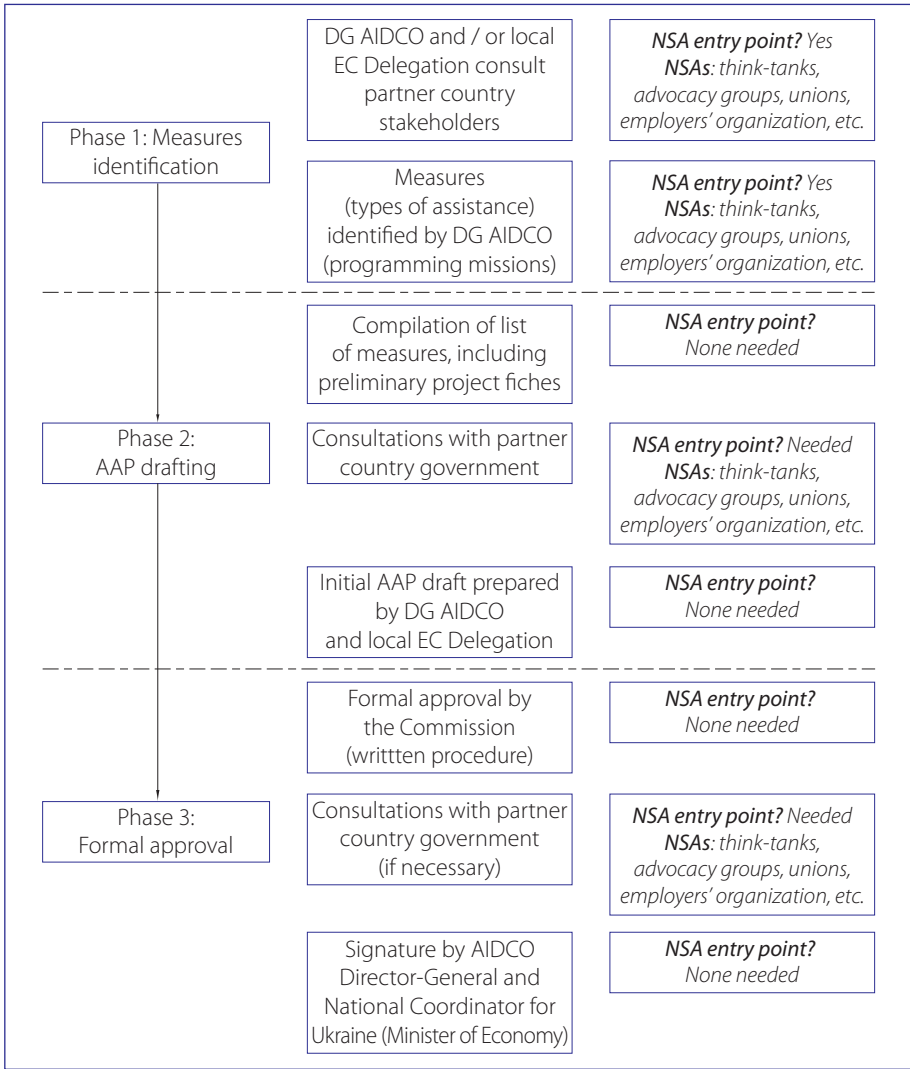 DG AIDCO and / or local
EC Delegation consult
partner country
stakeholders
NSA entry point? Yes
NSAs: think-tanks,
advocacy groups, unions,
employers’ organization, etc.
Phase 1: Measures
identification
Measures
(types of assistance)
identified by DG AIDCO
(programming missions)
NSA entry point? Yes
NSAs: think-tanks,
advocacy groups, unions,
employers’ organization, etc.
Compilation of list
of measures, including
preliminary project fiches
NSA entry point?
None needed
Phase 2:
AAP drafting
Consultations with partner
country government
NSA entry point? Needed
NSAs: think-tanks,
advocacy groups, unions,
employers’ organization, etc.
Initial AAP draft prepared
by DG AIDCO
and local EC Delegation
NSA entry point?
None needed
Formal approval by
the Commission
(writtten procedure)
NSA entry point?
None needed
Phase 3:
Formal approval
Consultations with partner
country government
(if necessary)
NSA entry point? Needed
NSAs: think-tanks,
advocacy groups, unions,
employers’ organization, etc.
Signature by AIDCO
Director-General and
National Coordinator for
Ukraine (Minister of Economy)
NSA entry point?
None needed